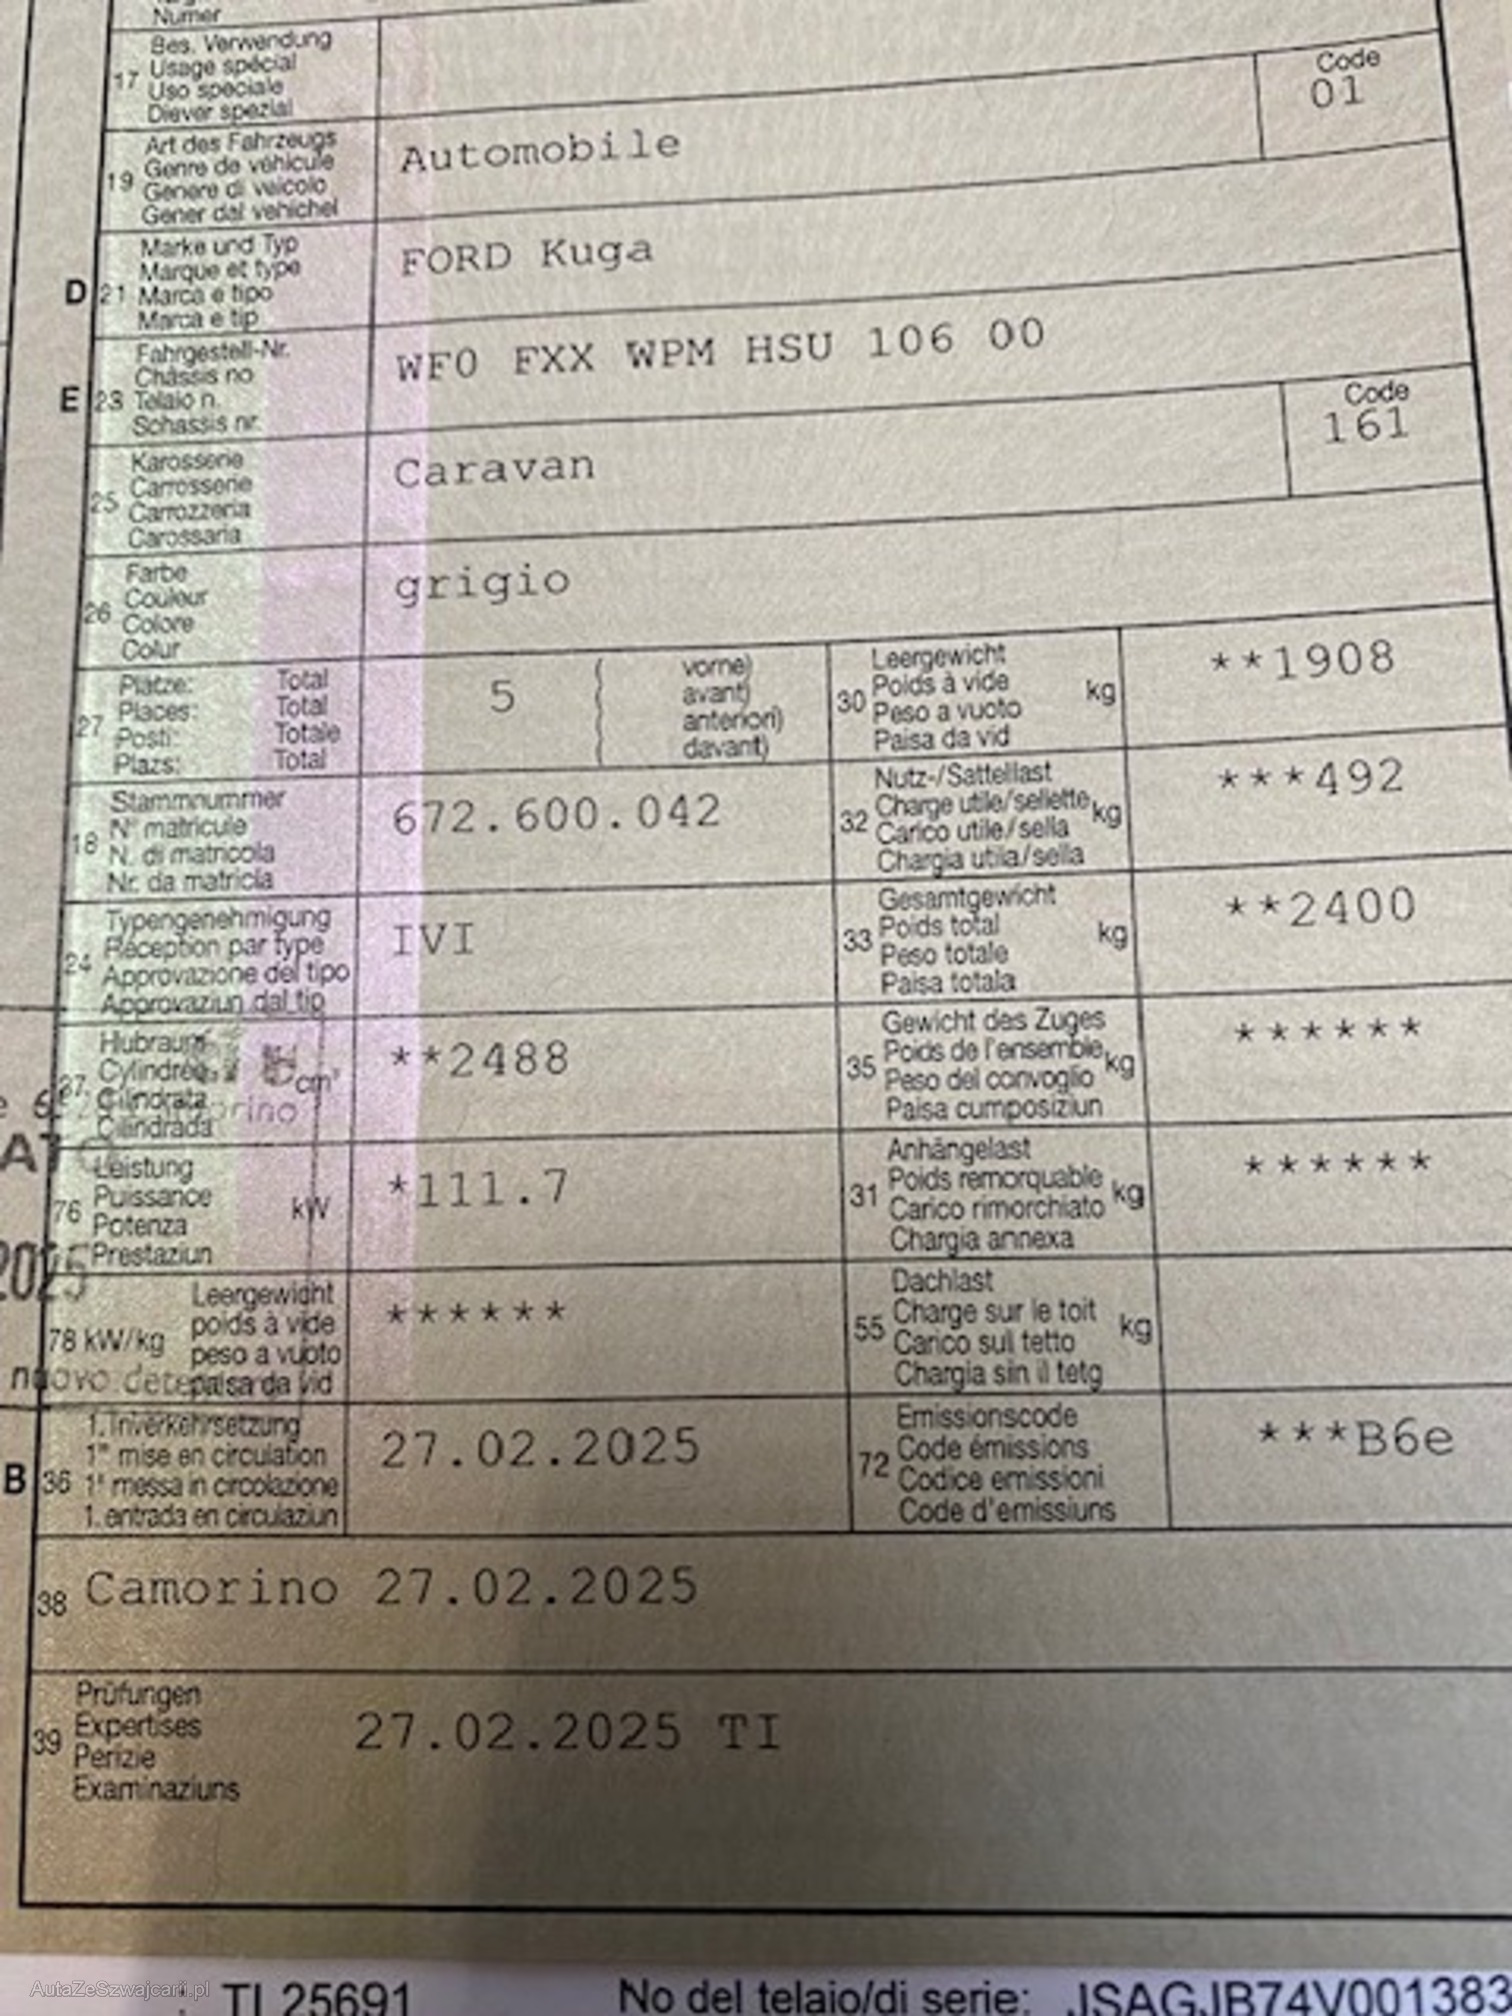 Numer
17 Bes. Verwendung
Usage spécial
Uso speciale
Diever spezial
19 Art des Fahrzeugs
Genre de véhicule
Genere di veicolo
Gener dal vehichel
Automobile
Code
01
D 21 Marke und Typ
Marque et type
Marca e tipo
Marca e tip
FORD Kuga
E 23 Fahrgestell-Nr.
Châssis no
Telaio n.
Schassis nr.
WF0 FXX WPM HSU 106 00
25 Karosserie
Carrosserie
Carrozzeria
Carossaria
Caravan
Code
161
26 Farbe
Couleur
Colore
Colur
grigio
27 Plätze: Total
Places: Total
Posti: Totale
Plazs: Total
5
vorne)
avant)
anteriori)
davant)
30 Leergewicht
Poids à vide
Peso a vuoto
Paisa da vid
kg
**1908
18 Stammnummer
N° matricule
N. di matricola
Nr. da matricla
672.600.042
32 Nutz-/Sattellast
Charge utile/sellette
Carico utile/sella
Chargia utila/sella
kg
***492
24 Typengenehmigung
Réception par type
Approvazione del tipo
Approvaziun dal tip
IVI
33 Gesamtgewicht
Poids total
Peso totale
Paisa totala
kg
**2400
37 Hubraum
Cylindrée
Cilindrata
Cilindrada
cm³
**2488
35 Gewicht des Zuges
Poids de l'ensemble
Peso del convoglio
Paisa cumposiziun
kg
******
76 Leistung
Puissance
Potenza
Prestaziun
kW
*111.7
31 Anhängelast
Poids remorquable
Carico rimorchiato
Chargia annexa
kg
******
2025
78 kW/kg
Leergewicht
poids à vide
peso a vuoto
paisa da vid
******
nuovo
55 Dachlast
Charge sur le toit
Carico sul tetto
Chargia sin il tetg
kg
B 36 1. Inverkehrsetzung
1re mise en circulation
1a messa in circolazione
1. entrada en circulaziun
27.02.2025
72 Emissionscode
Code émissions
Codice emissioni
Code d'emissiuns
***B6e
38 Camorino 27.02.2025
39 Prüfungen
Expertises
Perizie
Examinaziuns
27.02.2025 TI
AutaZeSzwajcarii.pl
: TI 25691 No del telaio/di serie: JSAGJB74V001383